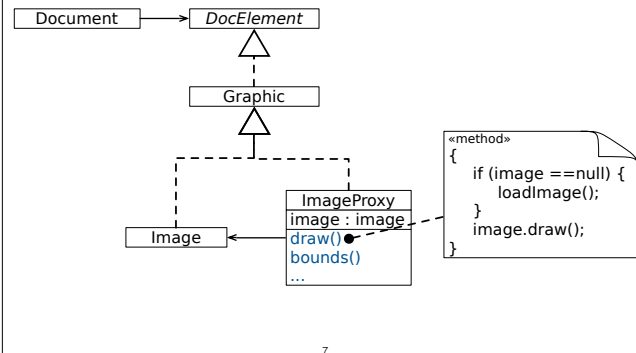 Document
DocElement
Graphic
«method»
{
if (image ==null) {
loadImage();
}
image.draw();
}
ImageProxy
image : image
draw()
bounds()
...
Image
7